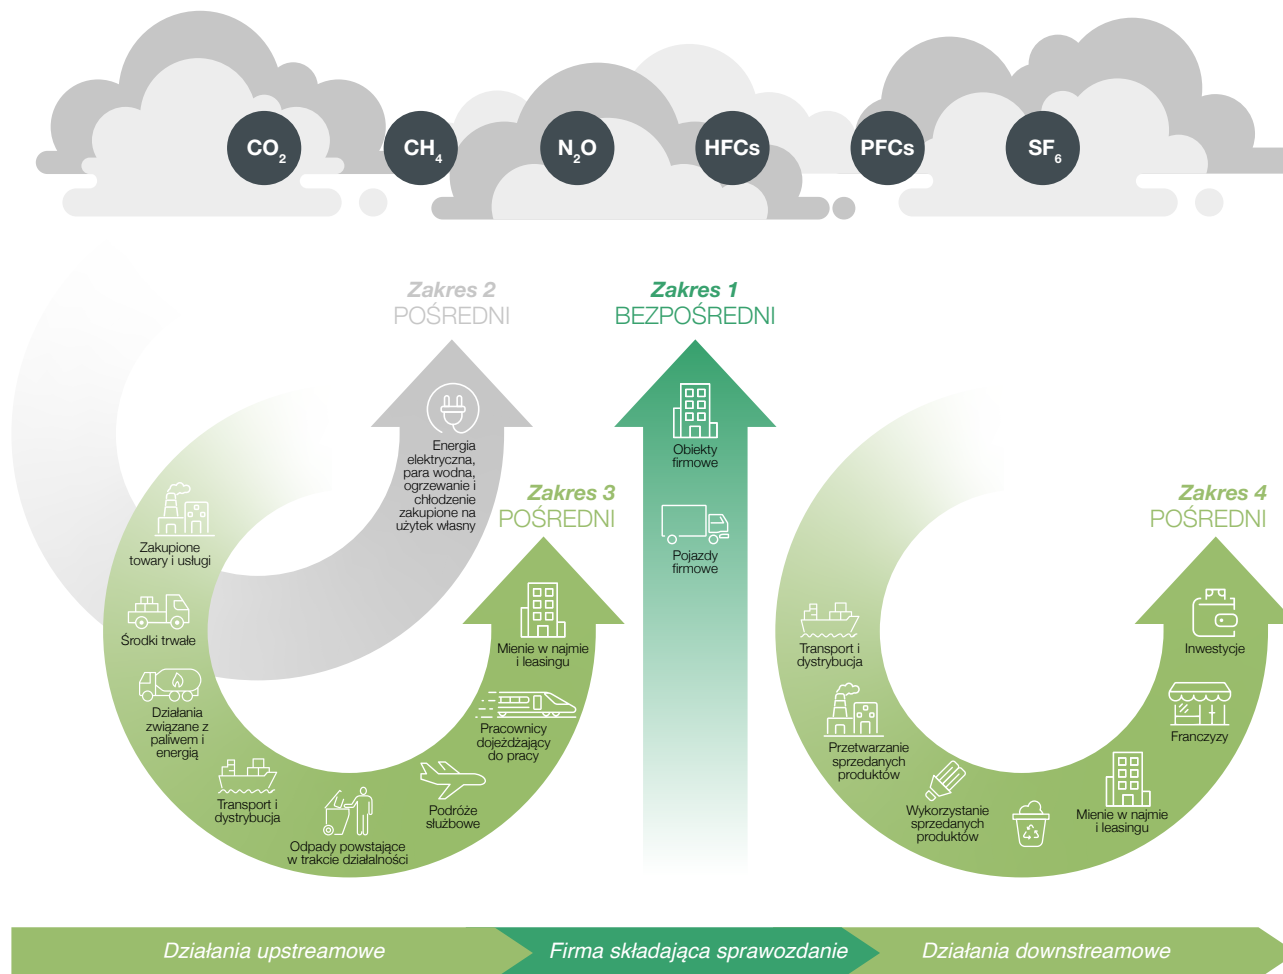 CO2
CH4
N2O
HFCs
PFCs
SF6
Zakres 2
POŚREDNI
Energia
elektryczna,
para wodna,
ogrzewanie i
chłodzenie
zakupione na
użytek własny
Zakres 1
BEZPOŚREDNI
Obiekty
firmowe
Pojazdy
firmowe
Zakres 3
POŚREDNI
Zakupione
towary i usługi
Środki trwałe
Działania
związane z
paliwem i
energią
Transport i
dystrybucja
Odpady powstające
w trakcie działalności
Podróże
służbowe
Pracownicy
dojeżdżający
do pracy
Mienie w najmie
i leasingu
Zakres 4
POŚREDNI
Transport i
dystrybucja
Przetwarzanie
sprzedanych
produktów
Wykorzystanie
sprzedanych
produktów
Mienie w najmie
i leasingu
Franczyzy
Inwestycje
Działania upstreamowe
Firma składająca sprawozdanie
Działania downstreamowe